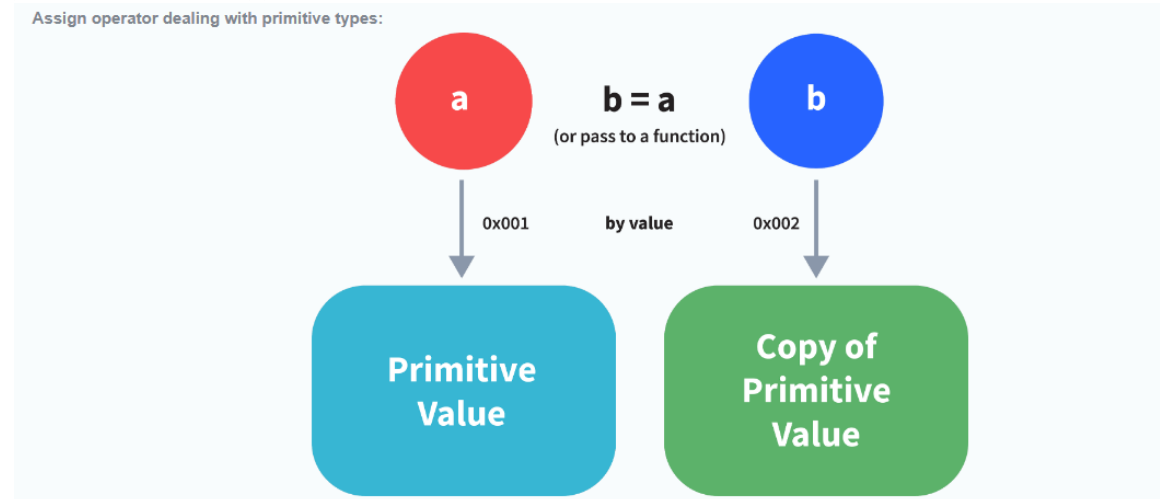 Assign operator dealing with primitive types:
a
b = a
b
(or pass to a function)
0x001
by value
0x002
Primitive
Value
Copy of
Primitive
Value